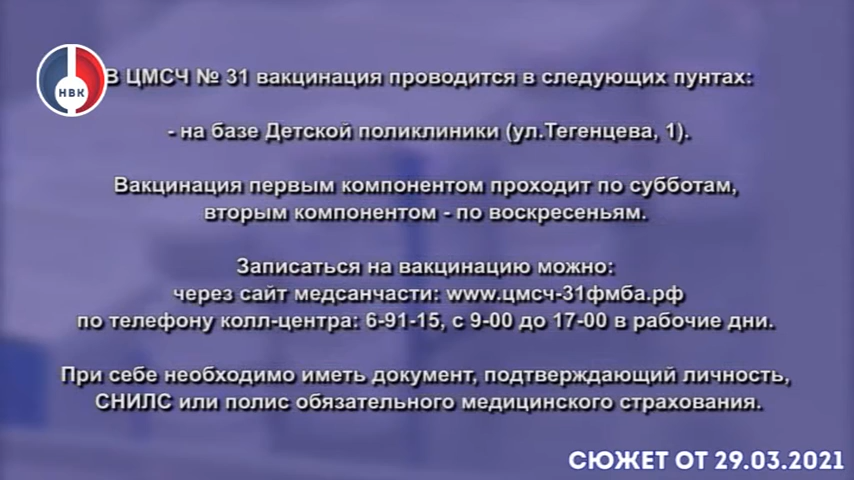 НВК
В ЦМСЧ № 31 вакцинация проводится в следующих пунтах:
- на базе Детской поликлиники (ул.Тегенцева, 1).
Вакцинация первым компонентом проходит по субботам,
вторым компонентом - по воскресеньям.
Записаться на вакцинацию можно:
через сайт медсанчасти: www.цмсч-31фмба.рф
по телефону колл-центра: 6-91-15, с 9-00 до 17-00 в рабочие дни.
При себе необходимо иметь документ, подтверждающий личность,
СНИЛС или полис обязательного медицинского страхования.
СЮЖЕТ ОТ 29.03.2021